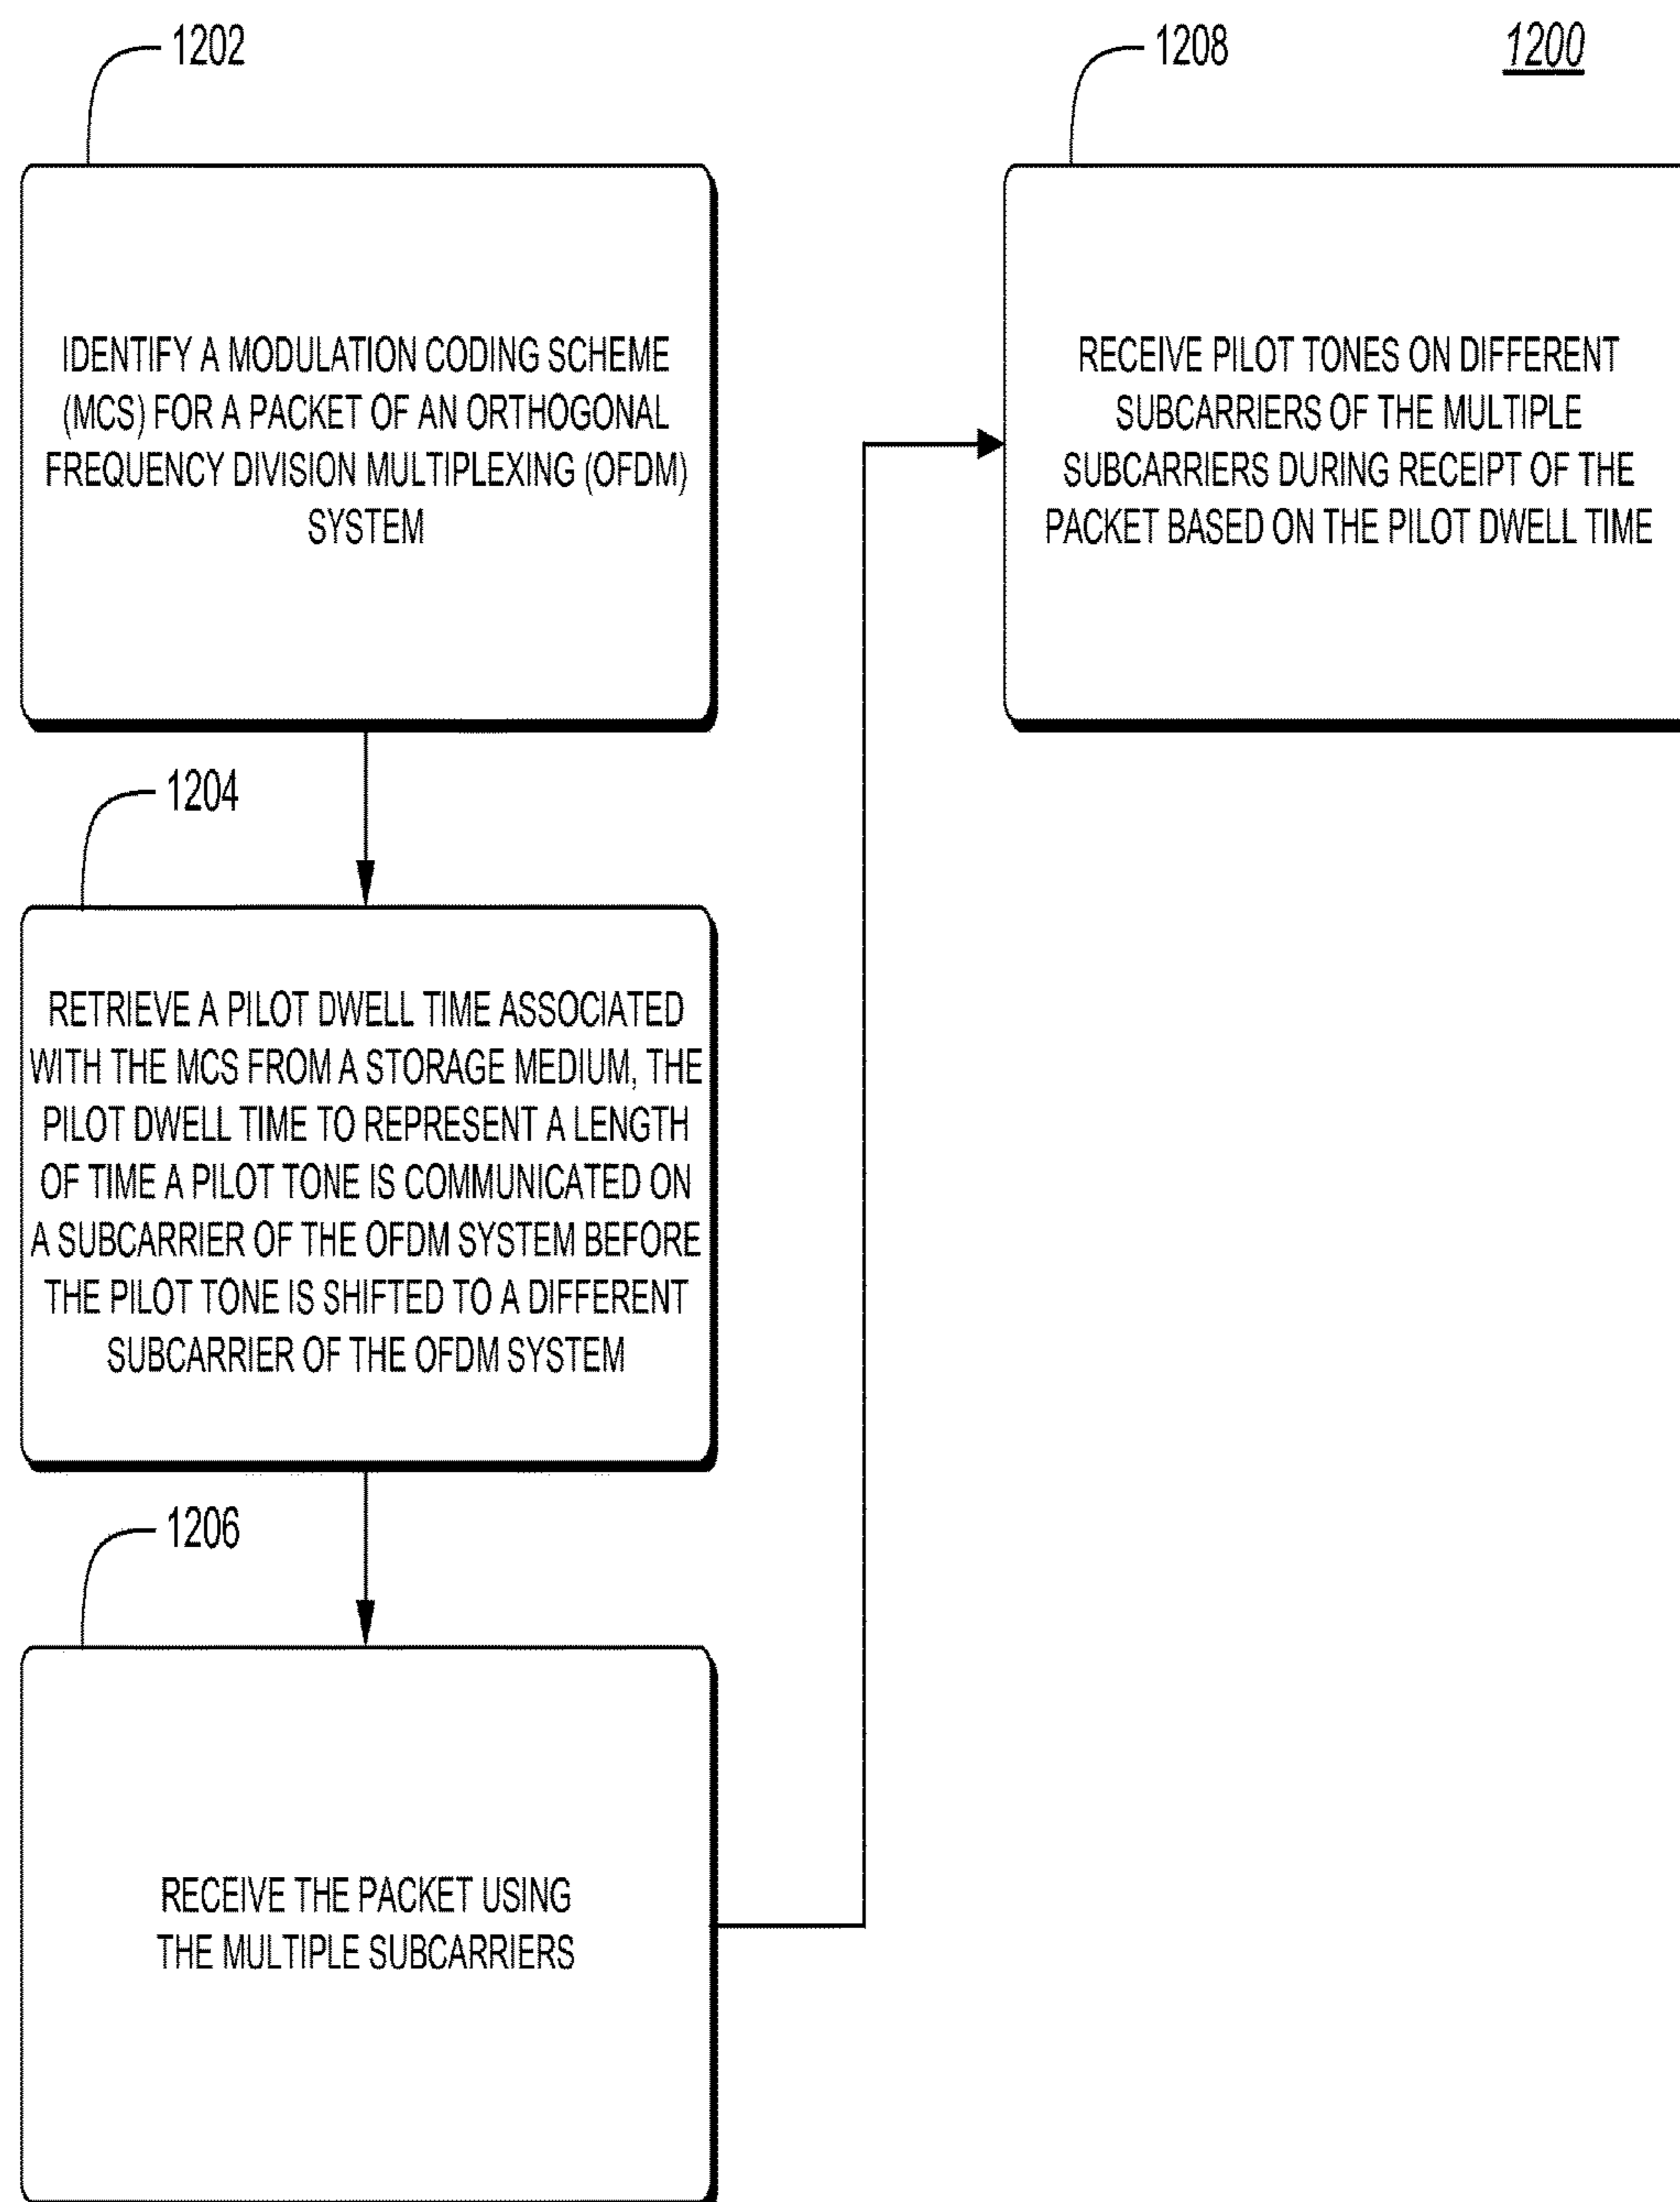 1200
1202
IDENTIFY A MODULATION CODING SCHEME
(MCS) FOR A PACKET OF AN ORTHOGONAL
FREQUENCY DIVISION MULTIPLEXING (OFDM)
SYSTEM
1204
RETRIEVE A PILOT DWELL TIME ASSOCIATED
WITH THE MCS FROM A STORAGE MEDIUM, THE
PILOT DWELL TIME TO REPRESENT A LENGTH
OF TIME A PILOT TONE IS COMMUNICATED ON
A SUBCARRIER OF THE OFDM SYSTEM BEFORE
THE PILOT TONE IS SHIFTED TO A DIFFERENT
SUBCARRIER OF THE OFDM SYSTEM
1206
RECEIVE THE PACKET USING
THE MULTIPLE SUBCARRIERS
1208
RECEIVE PILOT TONES ON DIFFERENT
SUBCARRIERS OF THE MULTIPLE
SUBCARRIERS DURING RECEIPT OF THE
PACKET BASED ON THE PILOT DWELL TIME